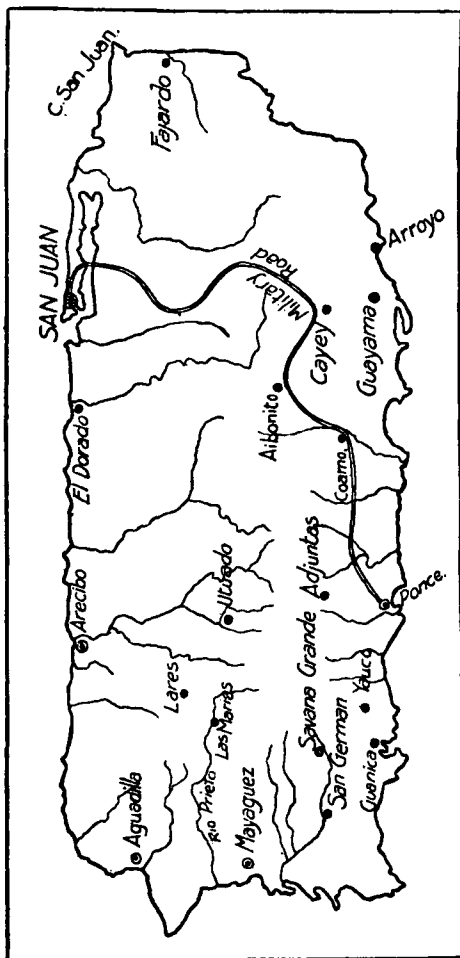 C. San Juan.
SAN JUAN
Fajardo
El Dorado
Arecibo
Aguadilla
Military Road
Lares
Uturado
Aibonito
Rio Prieto
Las Marias
Mayaguez
Cayey
Arroyo
Coamo
Guayama
Adjuntas
Savana Grande
San German
Ponce.
Yauco
Guanica